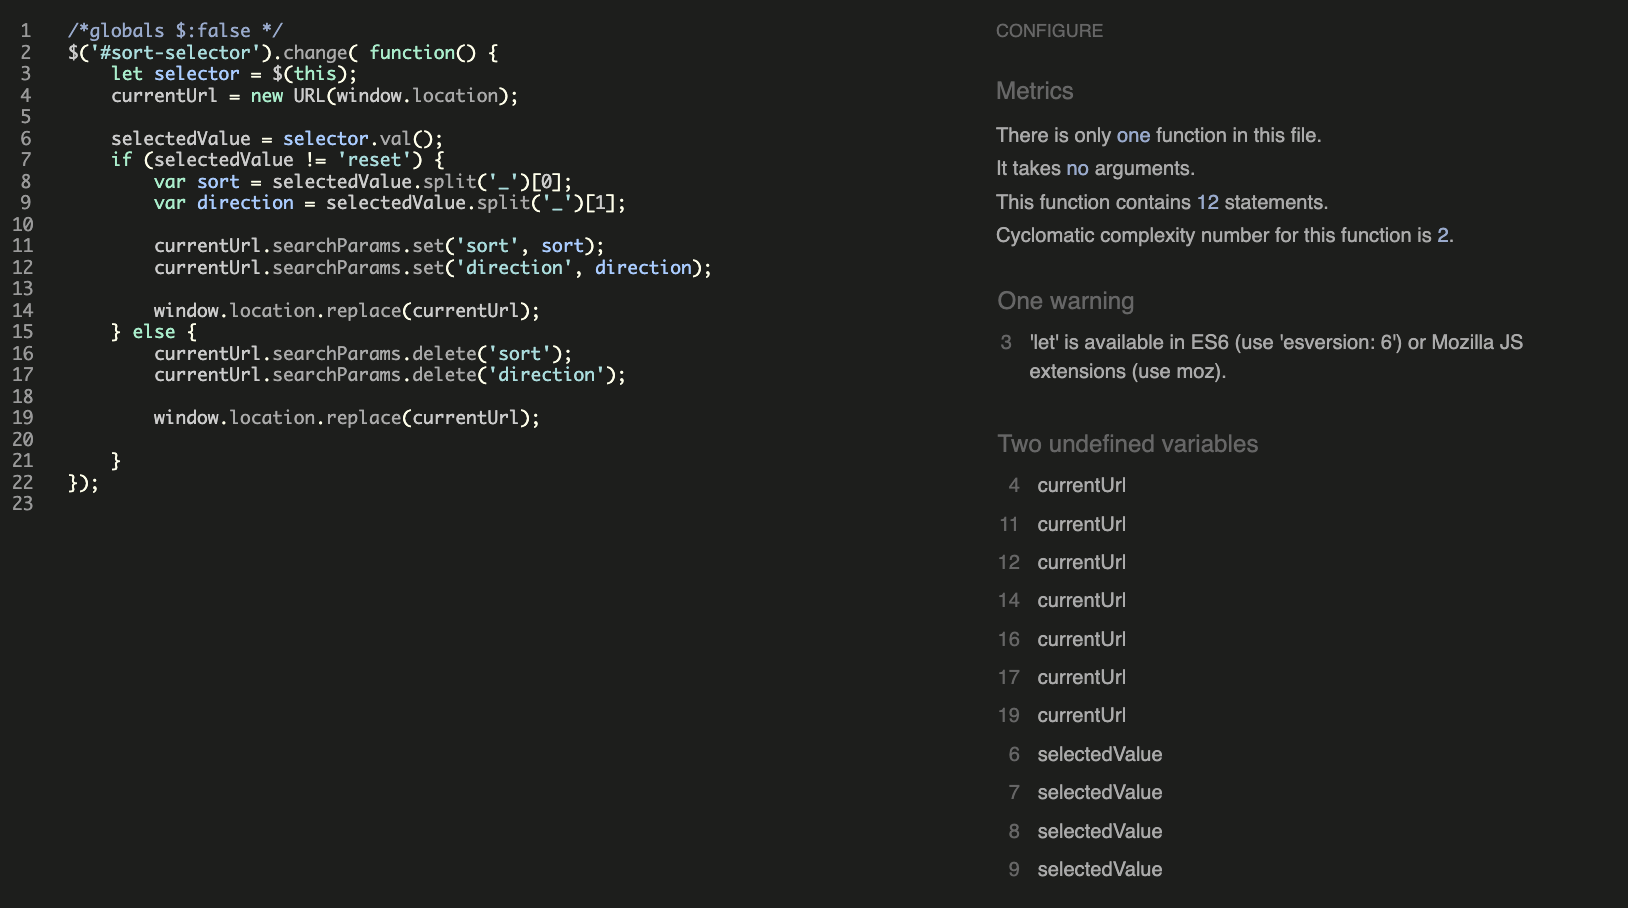 1 /*globals $:false */
2 $('#sort-selector').change( function() {
3     let selector = $(this);
4     currentUrl = new URL(window.location);
5
6     selectedValue = selector.val();
7     if (selectedValue != 'reset') {
8         var sort = selectedValue.split('_')[0];
9         var direction = selectedValue.split('_')[1];
10
11         currentUrl.searchParams.set('sort', sort);
12         currentUrl.searchParams.set('direction', direction);
13
14         window.location.replace(currentUrl);
15     } else {
16         currentUrl.searchParams.delete('sort');
17         currentUrl.searchParams.delete('direction');
18
19         window.location.replace(currentUrl);
20
21     }
22 });
23
CONFIGURE
Metrics
There is only one function in this file.
It takes no arguments.
This function contains 12 statements.
Cyclomatic complexity number for this function is 2.
One warning
3 'let' is available in ES6 (use 'esversion: 6') or Mozilla JS
extensions (use moz).
Two undefined variables
4 currentUrl
11 currentUrl
12 currentUrl
14 currentUrl
16 currentUrl
17 currentUrl
19 currentUrl
6 selectedValue
7 selectedValue
8 selectedValue
9 selectedValue